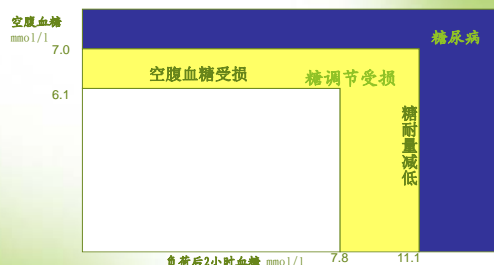 空腹血糖
mmol/l
糖尿病
7.0
空腹血糖受损
糖调节受损
6.1
糖耐量减低
负荷后2小时血糖 mmol/l
7.8
11.1